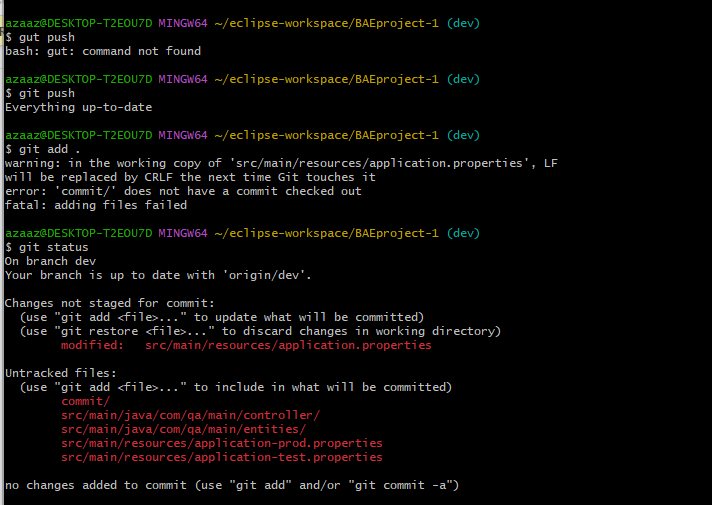 azaaz@DESKTOP-T2EOU7D MINGW64 ~/eclipse-workspace/BAEproject-1 (dev)
$ gut push
bash: gut: command not found
azaaz@DESKTOP-T2EOU7D MINGW64 ~/eclipse-workspace/BAEproject-1 (dev)
$ git push
Everything up-to-date
azaaz@DESKTOP-T2EOU7D MINGW64 ~/eclipse-workspace/BAEproject-1 (dev)
$ git add .
warning: in the working copy of 'src/main/resources/application.properties', LF
will be replaced by CRLF the next time Git touches it
error: 'commit/' does not have a commit checked out
fatal: adding files failed
azaaz@DESKTOP-T2EOU7D MINGW64 ~/eclipse-workspace/BAEproject-1 (dev)
$ git status
On branch dev
Your branch is up to date with 'origin/dev'.
Changes not staged for commit:
  (use "git add <file>..." to update what will be committed)
  (use "git restore <file>..." to discard changes in working directory)
        modified:   src/main/resources/application.properties
Untracked files:
  (use "git add <file>..." to include in what will be committed)
        commit/
        src/main/java/com/qa/main/controller/
        src/main/java/com/qa/main/entities/
        src/main/resources/application-prod.properties
        src/main/resources/application-test.properties
no changes added to commit (use "git add" and/or "git commit -a")